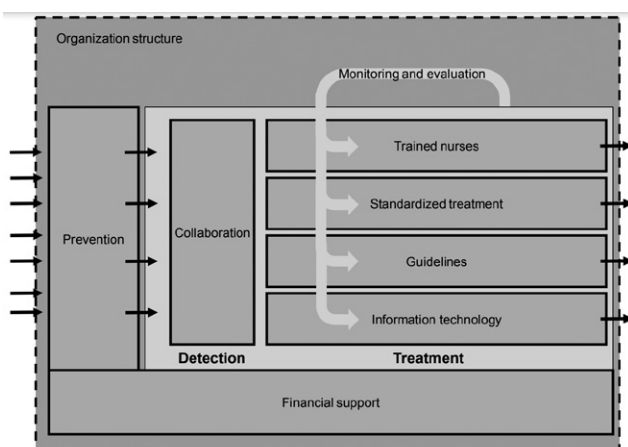 Organization structure
Monitoring and evaluation
Prevention
Collaboration
Trained nurses
Standardized treatment
Guidelines
Information technology
Detection
Treatment
Financial support